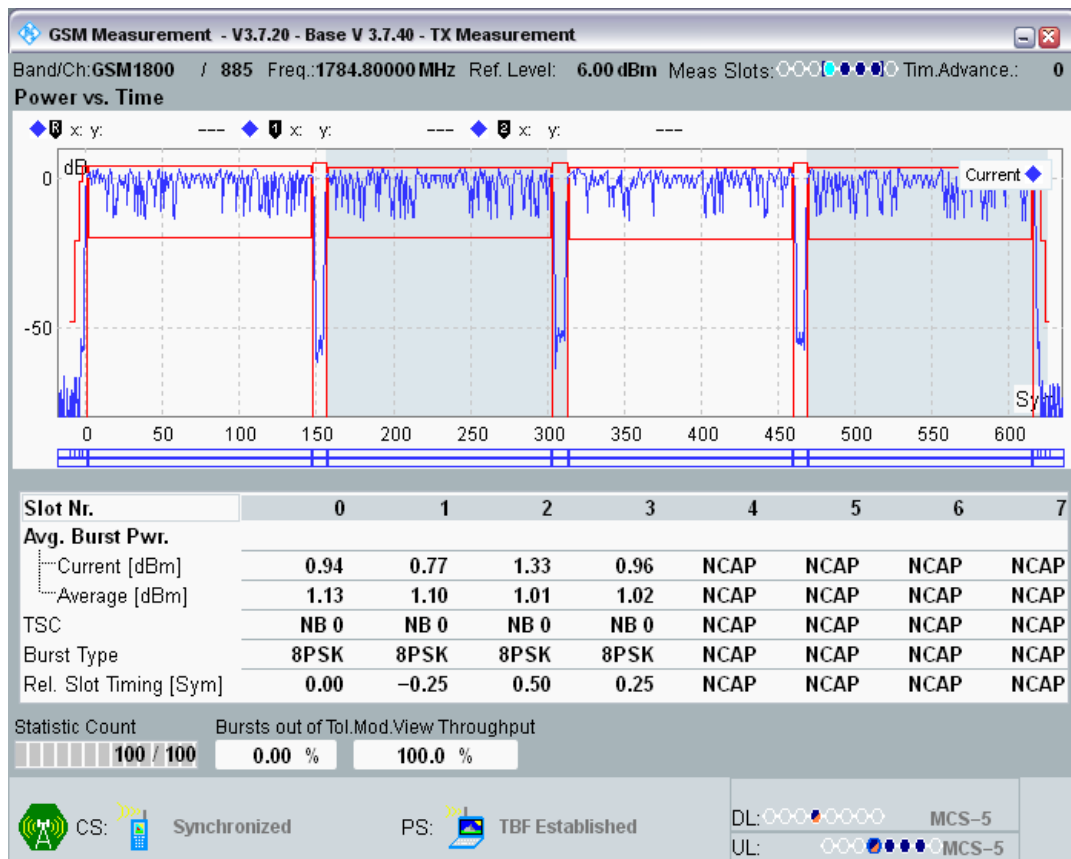 GSM Measurement - V3.7.20 - Base V 3.7.40 - TX Measurement
Band/Ch:GSM1800 / 885 Freq.:1784.80000 MHz Ref. Level: 6.00 dBm Meas Slots: Tim.Advance.: 0
Power vs. Time
R x: y: --- 1 x: y: --- 2 x: y: ---
dB
Current
0
-50
0 50 100 150 200 250 300 350 400 450 500 550 600
Slot Nr. 0 1 2 3 4 5 6 7
Avg. Burst Pwr.
Current [dBm] 0.94 0.77 1.33 0.96 NCAP NCAP NCAP NCAP
Average [dBm] 1.13 1.10 1.01 1.02 NCAP NCAP NCAP NCAP
TSC NB 0 NB 0 NB 0 NB 0 NCAP NCAP NCAP NCAP
Burst Type 8PSK 8PSK 8PSK 8PSK NCAP NCAP NCAP NCAP
Rel. Slot Timing [Sym] 0.00 −0.25 0.50 0.25 NCAP NCAP NCAP NCAP
Statistic Count Bursts out of Tol.Mod.View Throughput
100 / 100 0.00 % 100.0 %
CS: Synchronized PS: TBF Established
DL: MCS−5
UL: MCS−5